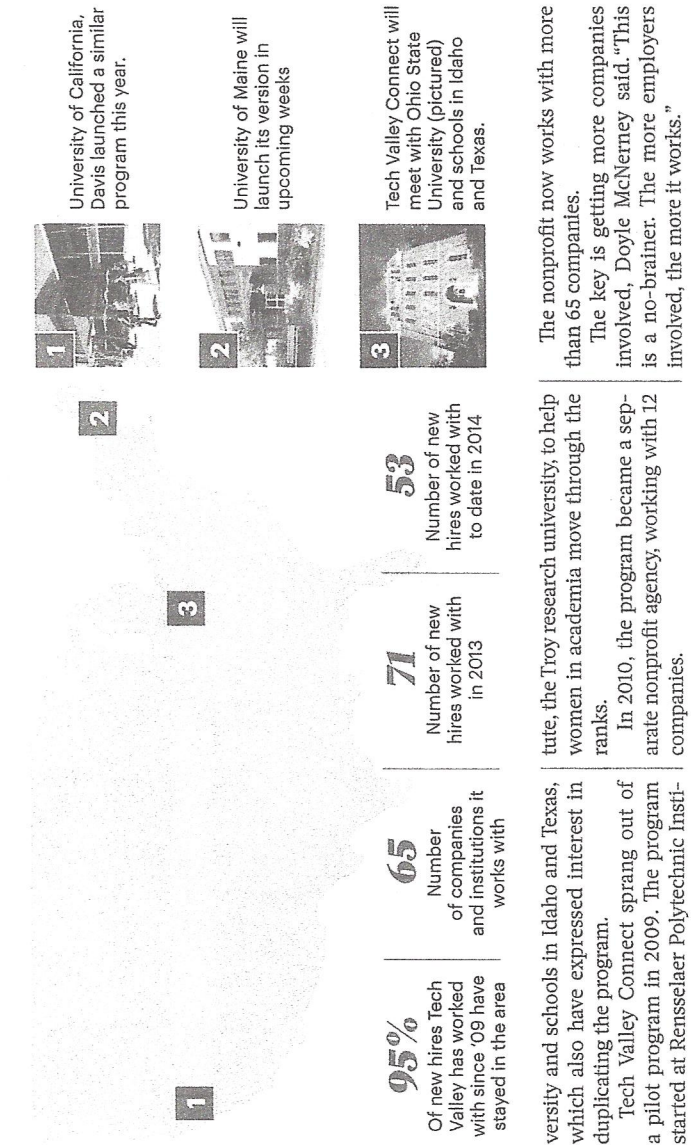 1
2
3
1
University of California,
Davis launched a similar
program this year.
2
University of Maine will
launch its version in
upcoming weeks
3
Tech Valley Connect will
meet with Ohio State
University (pictured)
and schools in Idaho
and Texas.
95%
Of new hires Tech
Valley has worked
with since '09 have
stayed in the area
65
Number
of companies
and institutions it
works with
71
Number of new
hires worked with
in 2013
53
Number of new
hires worked with
to date in 2014
versity and schools in Idaho and Texas,
which also have expressed interest in
duplicating the program.
Tech Valley Connect sprang out of
a pilot program in 2009. The program
started at Rensselaer Polytechnic Insti-
tute, the Troy research university, to help
women in academia move through the
ranks.
In 2010, the program became a sep-
arate nonprofit agency, working with 12
companies.
The nonprofit now works with more
than 65 companies.
The key is getting more companies
involved, Doyle McNerney said. "This
is a no-brainer. The more employers
involved, the more it works."